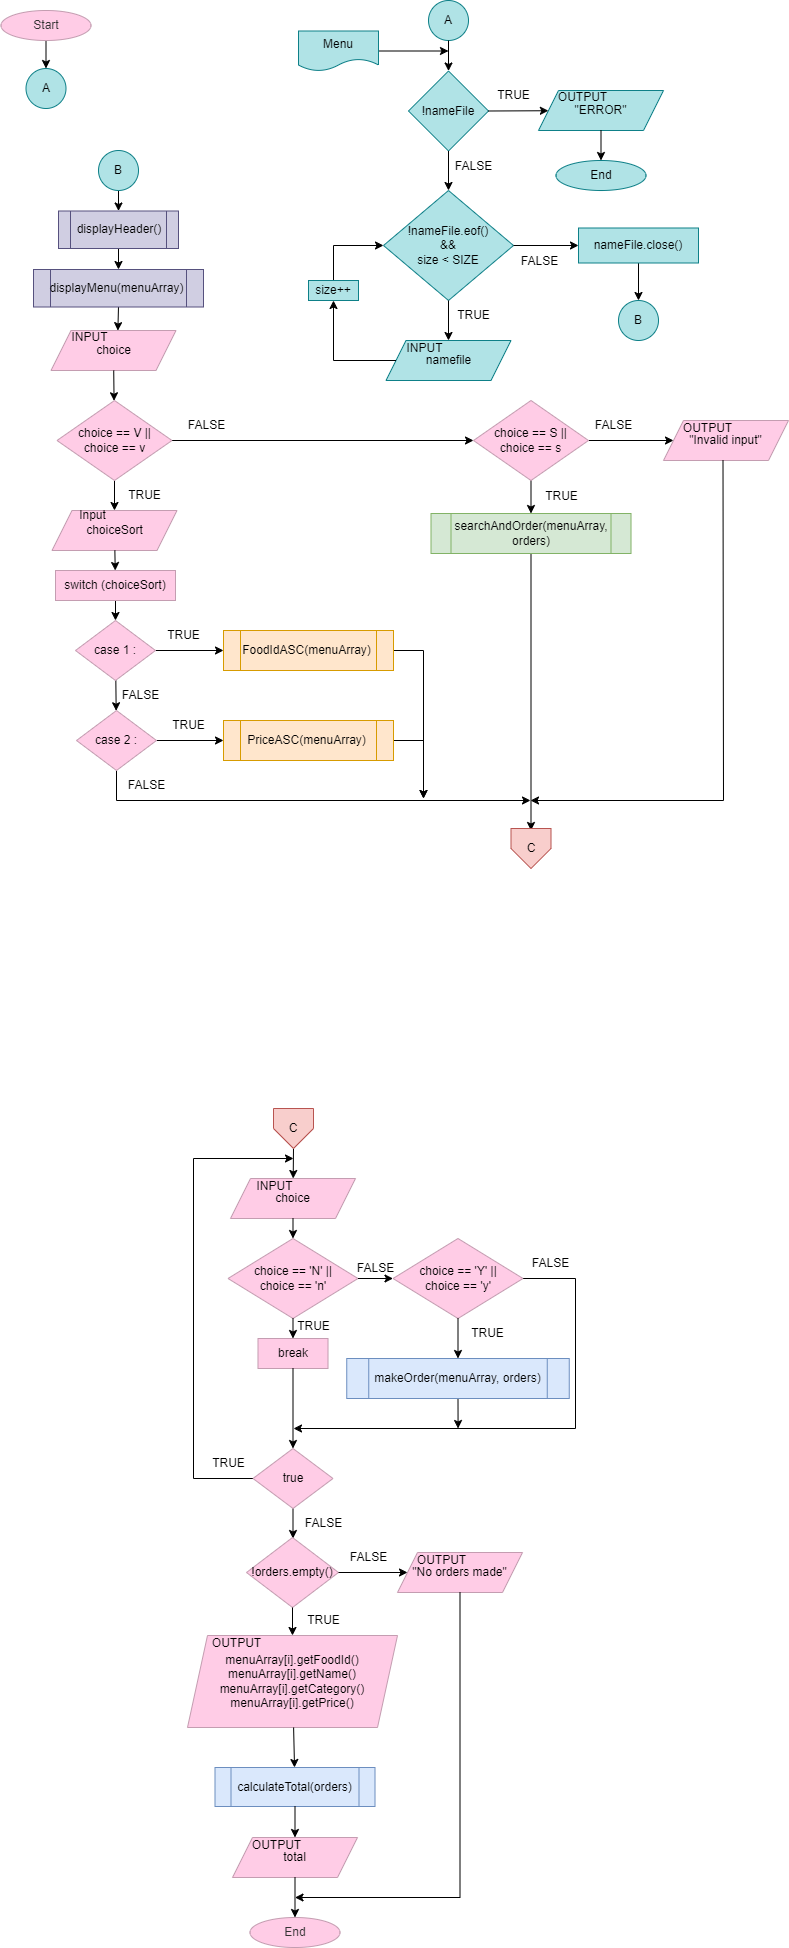 Start
A
A
Menu
!nameFile
TRUE
OUTPUT
"ERROR"
End
FALSE
!nameFile.eof()
&&
size < SIZE
FALSE
nameFile.close()
B
TRUE
size++
INPUT
namefile
B
displayHeader()
displayMenu(menuArray)
INPUT
choice
choice == V ||
choice == v
FALSE
choice == S ||
choice == s
FALSE
OUTPUT
"Invalid input"
TRUE
TRUE
Input
choiceSort
searchAndOrder(menuArray,
orders)
switch (choiceSort)
case 1 :
TRUE
FoodIdASC(menuArray)
FALSE
case 2 :
TRUE
PriceASC(menuArray)
FALSE
C
C
INPUT
choice
choice == 'N' ||
choice == 'n'
FALSE
choice == 'Y' ||
choice == 'y'
FALSE
TRUE
TRUE
break
makeOrder(menuArray, orders)
TRUE
true
FALSE
!orders.empty()
FALSE
OUTPUT
"No orders made"
TRUE
OUTPUT
menuArray[i].getFoodId()
menuArray[i].getName()
menuArray[i].getCategory()
menuArray[i].getPrice()
calculateTotal(orders)
OUTPUT
total
End